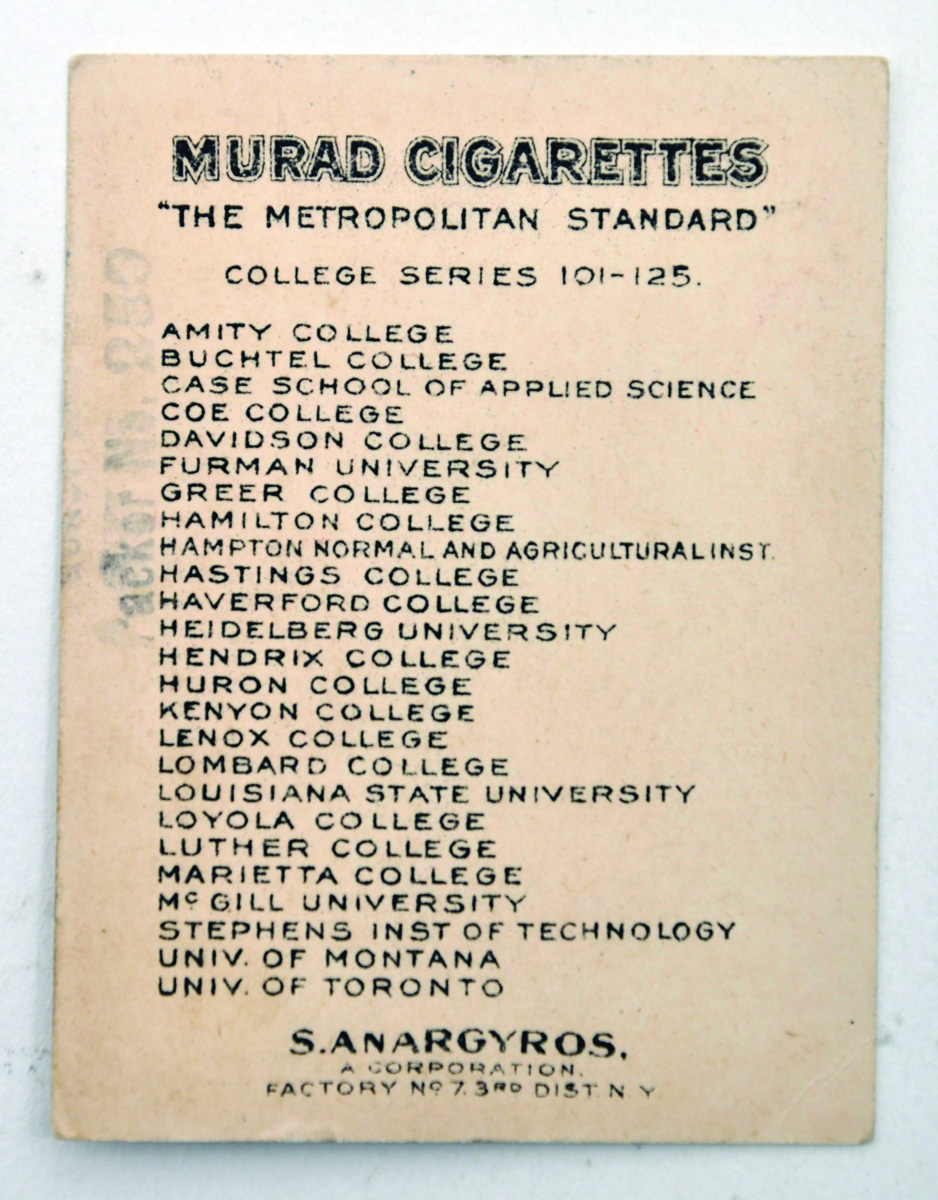 MURAD CIGARETTES
"THE METROPOLITAN STANDARD"
COLLEGE SERIES 101-125.
AMITY COLLEGE
BUCHTEL COLLEGE
CASE SCHOOL OF APPLIED SCIENCE
COE COLLEGE
DAVIDSON COLLEGE
FURMAN UNIVERSITY
GREER COLLEGE
HAMILTON COLLEGE
HAMPTON NORMAL AND AGRICULTURAL INST.
HASTINGS COLLEGE
HAVERFORD COLLEGE
HEIDELBERG UNIVERSITY
HENDRIX COLLEGE
HURON COLLEGE
KENYON COLLEGE
LENOX COLLEGE
LOMBARD COLLEGE
LOUISIANA STATE UNIVERSITY
LOYOLA COLLEGE
LUTHER COLLEGE
MARIETTA COLLEGE
McGILL UNIVERSITY
STEPHENS INST OF TECHNOLOGY
UNIV. OF MONTANA
UNIV. OF TORONTO
S. ANARGYROS,
A CORPORATION.
FACTORY No 7. 3RD DIST. N Y